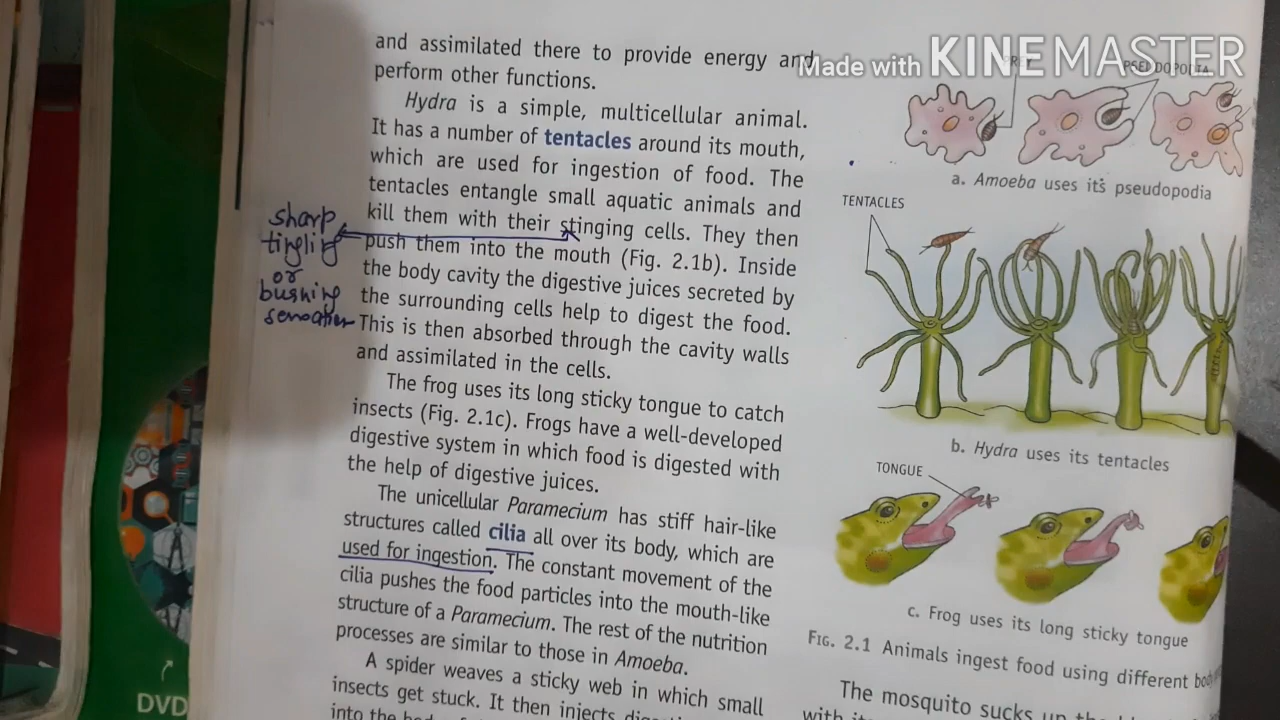 and assimilated there to provide energy and
perform other functions.
Hydra is a simple, multicellular animal.
It has a number of tentacles around its mouth,
which are used for ingestion of food. The
tentacles entangle small aquatic animals and
kill them with their stinging cells. They then
push them into the mouth (Fig. 2.1b). Inside
the body cavity the digestive juices secreted by
the surrounding cells help to digest the food.
This is then absorbed through the cavity walls
and assimilated in the cells.
The frog uses its long sticky tongue to catch
insects (Fig. 2.1c). Frogs have a well-developed
digestive system in which food is digested with
the help of digestive juices.
The unicellular Paramecium has stiff hair-like
structures called cilia all over its body, which are
used for ingestion. The constant movement of the
cilia pushes the food particles into the mouth-like
structure of a Paramecium. The rest of the nutrition
processes are similar to those in Amoeba.
A spider weaves a sticky web in which small
insects get stuck. It then injects
into the
sharp
tingling
or
Made with KINEMASTER
PSEUDOPODIA
a. Amoeba uses its pseudopodia
TENTACLES
b. Hydra uses its tentacles
TONGUE
c. Frog uses its long sticky tongue
FIG. 2.1 Animals ingest food using different
The mosquito sucks up
with
DVD